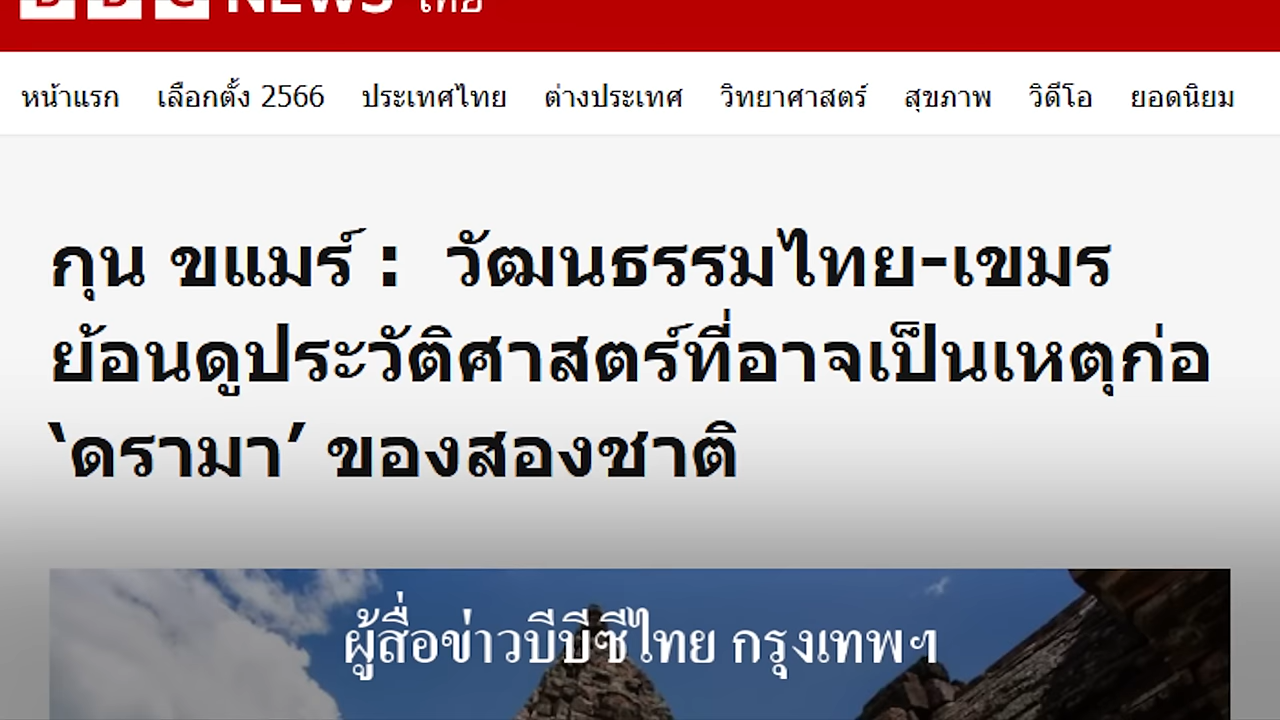 BBC NEWS ไทย
หน้าแรก เลือกตั้ง 2566 ประเทศไทย ต่างประเทศ วิทยาศาสตร์ สุขภาพ วิดีโอ ยอดนิยม
กุน ขแมร์ : วัฒนธรรมไทย-เขมร
ย้อนดูประวัติศาสตร์ที่อาจเป็นเหตุก่อ
‘ดรามา’ ของสองชาติ
ผู้สื่อข่าวบีบีซีไทย กรุงเทพฯ